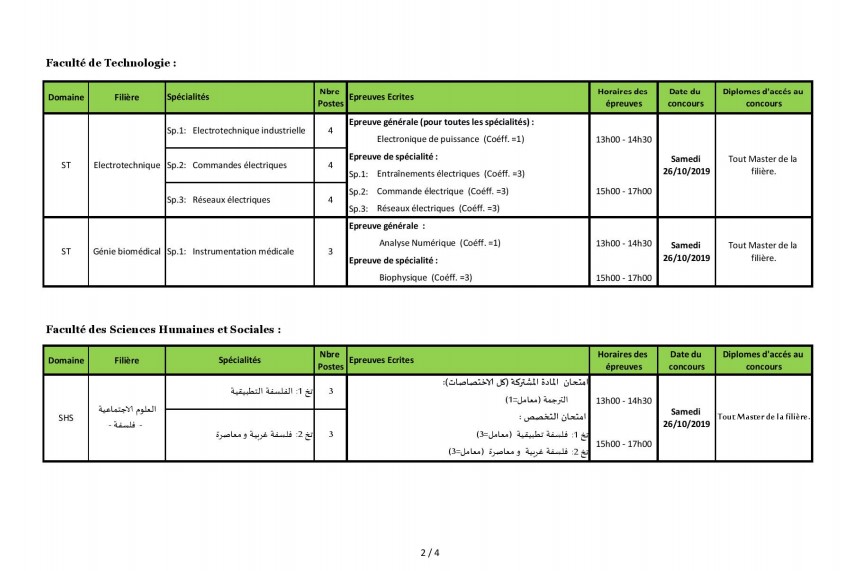 Faculté de Technologie :
Domaine Filière Spécialités Nbre Postes Epreuves Ecrites Horaires des épreuves Date du concours Diplomes d'accés au concours
ST Electrotechnique
Sp.1: Electrotechnique industrielle 4
Sp.2: Commandes électriques 4
Sp.3: Réseaux électriques 4
Epreuve générale (pour toutes les spécialités) :
Electronique de puissance (Coéff. =1)
Epreuve de spécialité :
Sp.1: Entraînements électriques (Coéff. =3)
Sp.2: Commande électrique (Coéff. =3)
Sp.3: Réseaux électriques (Coéff. =3)
13h00 - 14h30
15h00 - 17h00
Samedi
26/10/2019
Tout Master de la
filière.
ST Génie biomédical Sp.1: Instrumentation médicale 3
Epreuve générale :
Analyse Numérique (Coéff. =1)
Epreuve de spécialité :
Biophysique (Coéff. =3)
13h00 - 14h30
15h00 - 17h00
Samedi
26/10/2019
Tout Master de la
filière.
Faculté des Sciences Humaines et Sociales :
Domaine Filière Spécialités Nbre Postes Epreuves Ecrites Horaires des épreuves Date du concours Diplomes d'accés au concours
SHS
العلوم الاجتماعية
- فلسفة -
تخ 1: الفلسفة التطبيقية 3
تخ 2: فلسفة غربية و معاصرة 3
امتحان المادة المشتركة (كل الاختصاصات):
الترجمة (معامل=1)
امتحان التخصص :
تخ 1: فلسفة تطبيقية (معامل=3)
تخ 2: فلسفة غربية و معاصرة (معامل=3)
13h00 - 14h30
15h00 - 17h00
Samedi
26/10/2019
Tout Master de la filière.
2 / 4